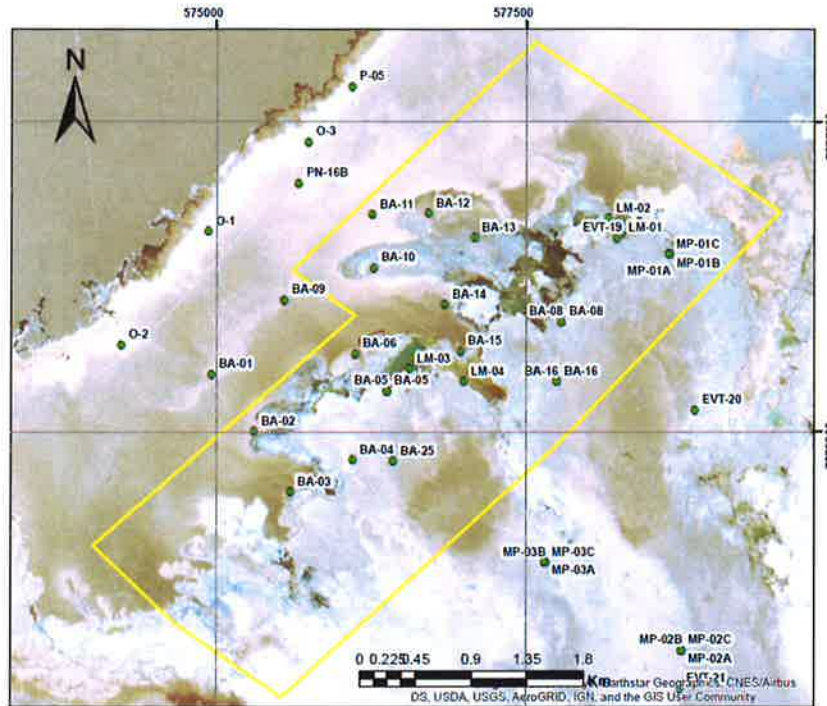 575000 577500
N
P-05
O-3
PN-16B
BA-11 BA-12
LM-02
O-1
BA-13 EVT-19 LM-01
MP-01C
BA-10
MP-01A MP-01B
BA-09
BA-14
BA-08 BA-08
O-2
BA-06 BA-15
BA-01 LM-03
BA-05 BA-05 LM-04 BA-16 BA-16
EVT-20
BA-02
BA-04 BA-25
BA-03
MP-03B MP-03C
MP-03A
MP-02B MP-02C
MP-02A
0 0.225 0.45 0.9 1.35 1.8
Km
EVT-21
Earthstar Geographics, CNES/Airbus
DS, USDA, USGS, AeroGRID, IGN, and the GIS User Community